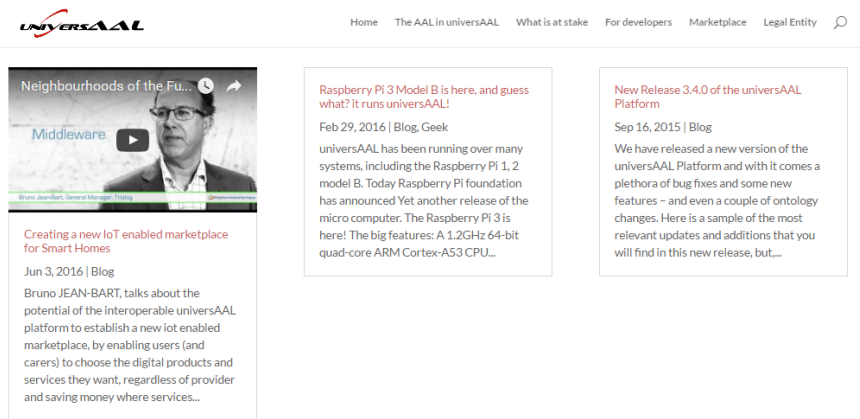 UNIVERSAAL
Home The AAL in universAAL What is at stake For developers Marketplace Legal Entity
Neighbourhoods of the Fu...
Middleware
Bruno Jean-Bart, General Manager, Trialog
Creating a new IoT enabled marketplace
for Smart Homes
Jun 3, 2016 | Blog
Bruno JEAN-BART, talks about the
potential of the interoperable universAAL
platform to establish a new iot enabled
marketplace, by enabling users (and
carers) to choose the digital products and
services they want, regardless of provider
and saving money where services...
Raspberry Pi 3 Model B is here, and guess
what? it runs universAAL!
Feb 29, 2016 | Blog, Geek
universAAL has been running over many
systems, including the Raspberry Pi 1, 2
model B. Today Raspberry Pi foundation
has announced Yet another release of the
micro computer. The Raspberry Pi 3 is
here! The big features: A 1.2GHz 64-bit
quad-core ARM Cortex-A53 CPU...
New Release 3.4.0 of the universAAL
Platform
Sep 16, 2015 | Blog
We have released a new version of the
universAAL Platform and with it comes a
plethora of bug fixes and some new
features – and even a couple of ontology
changes. Here is a sample of the most
relevant updates and additions that you
will find in this new release, but,...